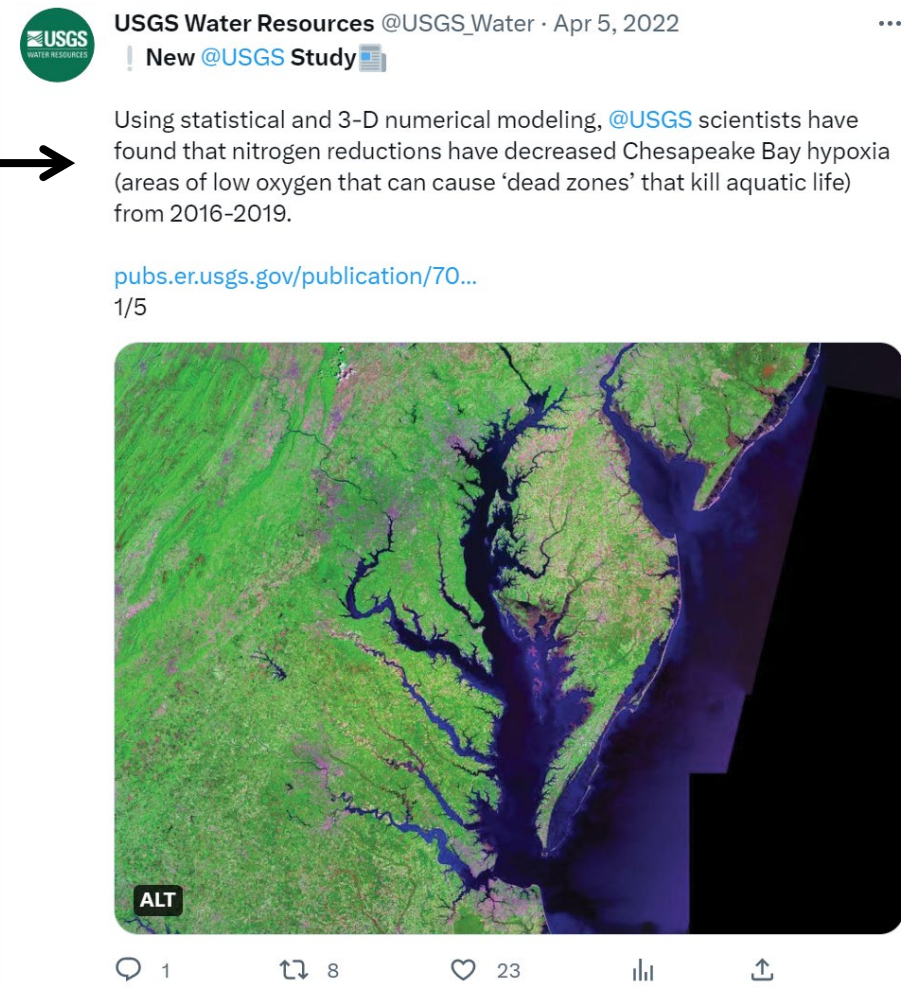 USGS
WATER RESOURCES
USGS Water Resources @USGS_Water · Apr 5, 2022
❕ New @USGS Study📰
Using statistical and 3-D numerical modeling, @USGS scientists have
found that nitrogen reductions have decreased Chesapeake Bay hypoxia
(areas of low oxygen that can cause ‘dead zones’ that kill aquatic life)
from 2016-2019.
pubs.er.usgs.gov/publication/70...
1/5
ALT
1 8 23